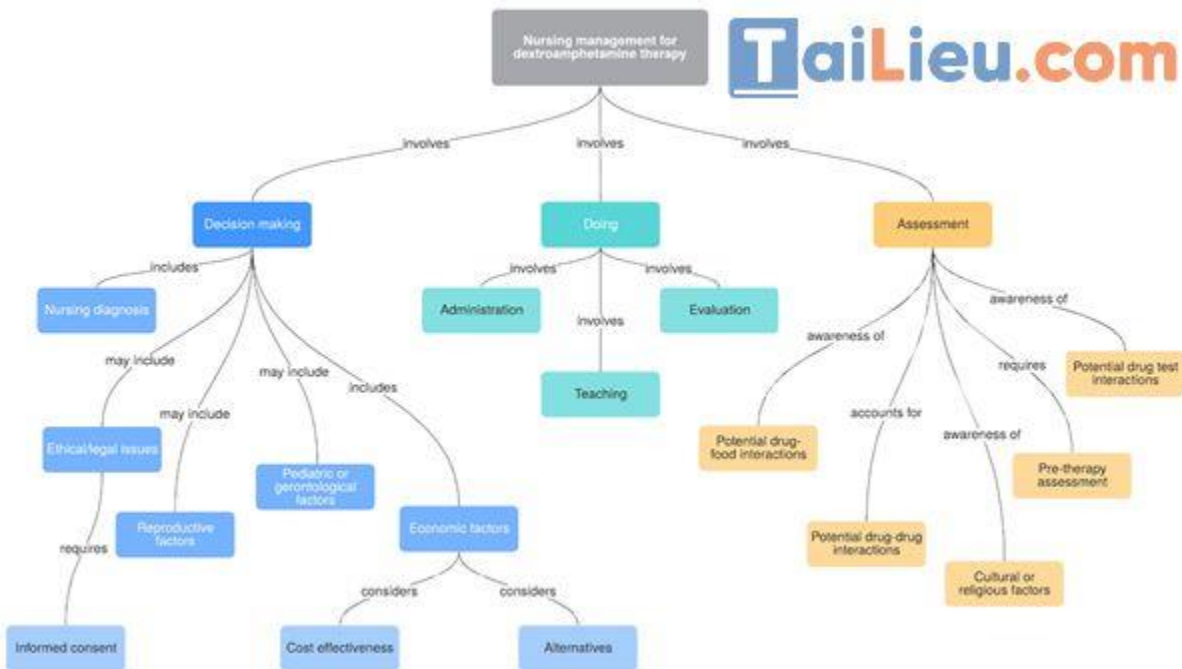 Nursing management for
dextroamphetamine therapy
TaiLieu.com
involves
involves
involves
Decision making
Doing
Assessment
includes
involves
involves
Nursing diagnosis
Administration
Evaluation
awareness of
involves
awareness of
may include
may include
includes
requires
Potential drug test
interactions
Teaching
may include
accounts for
awareness of
Ethical/legal issues
Potential drug-
food interactions
Pediatric or
gerontological
factors
Pre-therapy
assessment
Reproductive
factors
Economic factors
Potential drug-drug
interactions
requires
Cultural or
religious factors
considers
considers
Informed consent
Cost effectiveness
Alternatives